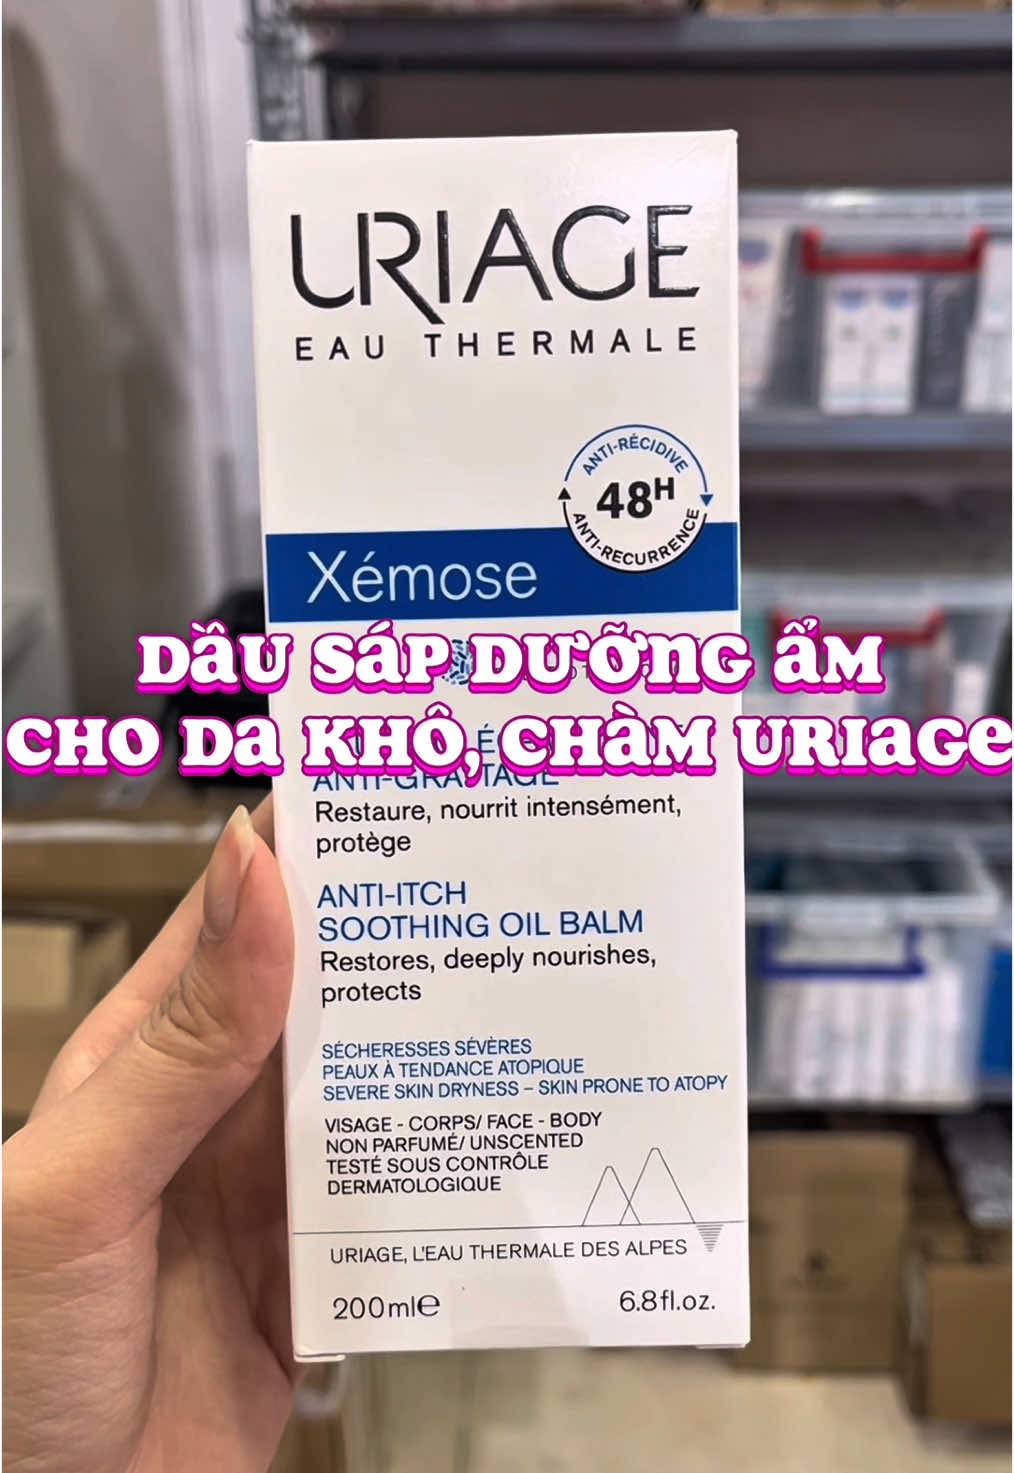 URIAGE
EAU THERMALE
ANTI-RÉCIDIVE
48H
ANTI-RECURRENCE
Xémose
DẦU SÁP DƯỠNG ẨM
CHO DA KHÔ, CHÀM URIAGE
ANTI-GRATTAGE
Restaure, nourrit intensément,
protège
ANTI-ITCH
SOOTHING OIL BALM
Restores, deeply nourishes,
protects
SÉCHERESSES SÉVÈRES
PEAUX À TENDANCE ATOPIQUE
SEVERE SKIN DRYNESS – SKIN PRONE TO ATOPY
VISAGE - CORPS/ FACE - BODY
NON PARFUMÉ/ UNSCENTED
TESTÉ SOUS CONTRÔLE
DERMATOLOGIQUE
URIAGE, L'EAU THERMALE DES ALPES
200ml℮
6.8fl.oz.